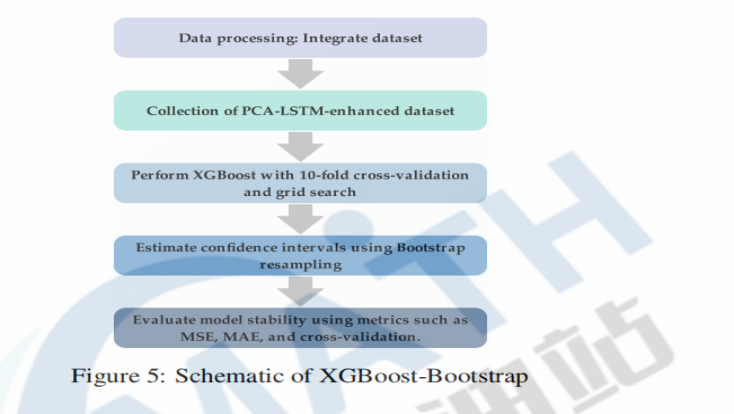 Data processing: Integrate dataset
Collection of PCA-LSTM-enhanced dataset
Perform XGBoost with 10-fold cross-validation
and grid search
Estimate confidence intervals using Bootstrap
resampling
Evaluate model stability using metrics such as
MSE, MAE, and cross-validation.
Figure 5: Schematic of XGBoost-Bootstrap
MATH